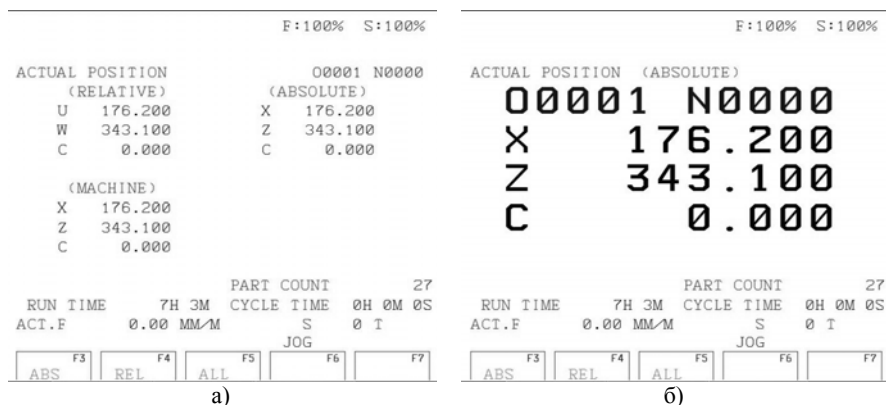 F:100% S:100%
ACTUAL POSITION O0001 N0000
(RELATIVE) (ABSOLUTE)
U 176.200 X 176.200
W 343.100 Z 343.100
C 0.000 C 0.000
(MACHINE)
X 176.200
Z 343.100
C 0.000
PART COUNT 27
RUN TIME 7H 3M CYCLE TIME 0H 0M 0S
ACT.F 0.00 MM/M S 0 T
JOG
F3 F4 F5 F6 F7
ABS REL ALL
а)
F:100% S:100%
ACTUAL POSITION (ABSOLUTE)
O0001 N0000
X 176.200
Z 343.100
C 0.000
PART COUNT 27
RUN TIME 7H 3M CYCLE TIME 0H 0M 0S
ACT.F 0.00 MM/M S 0 T
JOG
F3 F4 F5 F6 F7
ABS REL ALL
б)